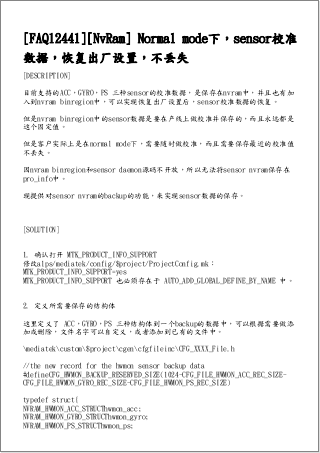 [FAQ12441][NvRam] Normal mode下，sensor校准
数据，恢复出厂设置，不丢失
[DESCRIPTION]
目前支持的 ACC、GYRO、PS 三种sensor的校准数据，是保存在nvram中，并且也有加
入到nvram binregion中，可以实现恢复出厂设置后，sensor校准数据的恢复。
但是nvram binregion中的sensor数据是要在产线上做校准并保存的，而且永远都是
这个固定值。
但是客户实际上是在normal mode下，需要随时做校准，而且需要保存最近的校准值
不丢失。
因nvram binregion和sensor daemon源码不开放，所以无法将sensor nvram保存在
pro_info中。
现提供对sensor nvram的backup的功能，来实现sensor数据的保存。
[SOLUTION]
1. 确认打开 MTK_PRODUCT_INFO_SUPPORT
修改alps/mediatek/config/$project/ProjectConfig.mk：
MTK_PRODUCT_INFO_SUPPORT=yes
MTK_PRODUCT_INFO_SUPPORT 也必须存在于 AUTO_ADD_GLOBAL_DEFINE_BY_NAME 中。
2. 定义所需要保存的结构体
这里定义了 ACC、GYRO、PS 三种结构体到一个backup的数据中，可以根据需要做添
加或删除，文件名字可以自定义，或者添加到已有的文件中。
\mediatek\custom\$project\cgen\cfgfileinc\CFG_XXXX_File.h
//the new record for the hwmon sensor backup data
#defineCFG_HWMON_BACKUP_RESERVED_SIZE(1024-CFG_FILE_HWMON_ACC_REC_SIZE-
CFG_FILE_HWMON_GYRO_REC_SIZE-CFG_FILE_HWMON_PS_REC_SIZE)
typedef struct{
NVRAM_HWMON_ACC_STRUCThwmon_acc;
NVRAM_HWMON_GYRO_STRUCThwmon_gyro;
NVRAM_HWMON_PS_STRUCThwmon_ps;